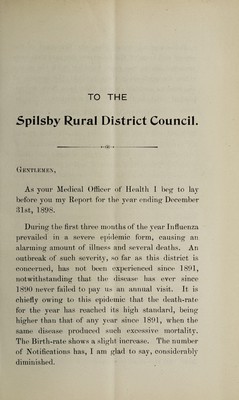 TO THE
Spilsby Rural District Council.
Gentlemen,
As your Medical Officer of Health I beg to lay
before you my Report for the year ending December
31st, 1898.
During the first three months of the year Influenza
prevailed in a severe epidemic form, causing an
alarming amount of illness and several deaths. An
outbreak of such severity, so far as this district is
concerned, has not been experienced since 1891,
notwithstanding that the disease has ever since
1890 never failed to pay us an annual visit. It is
chiefly owing to this epidemic that the death-rate
for the year has reached its high standard, being
higher than that of any year since 1891, when the
same disease produced such excessive mortality.
The Birth-rate shows a slight increase. The number
of Notifications has, I am glad to say, considerably
diminished.